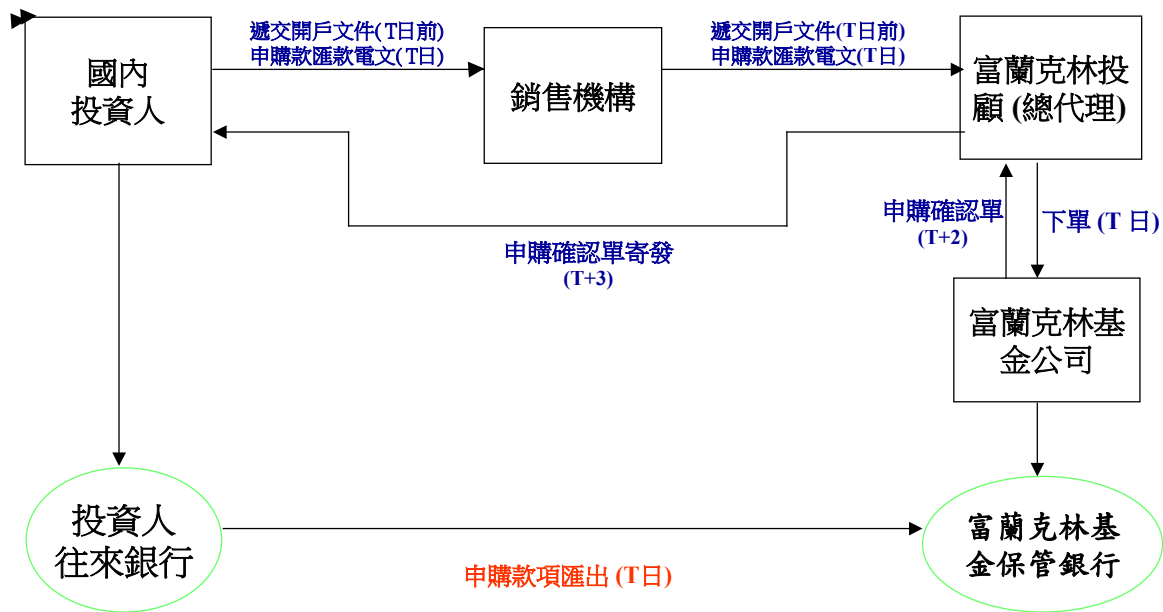 遞交開戶文件(T日前)
申購款匯款電文(T日)
遞交開戶文件(T日前)
申購款匯款電文(T日)
國內
投資人
銷售機構
富蘭克林投
顧 (總代理)
申購確認單
(T+2)
下單 (T 日)
申購確認單寄發
(T+3)
富蘭克林基
金公司
投資人
往來銀行
富蘭克林基
金保管銀行
申購款項匯出 (T日)